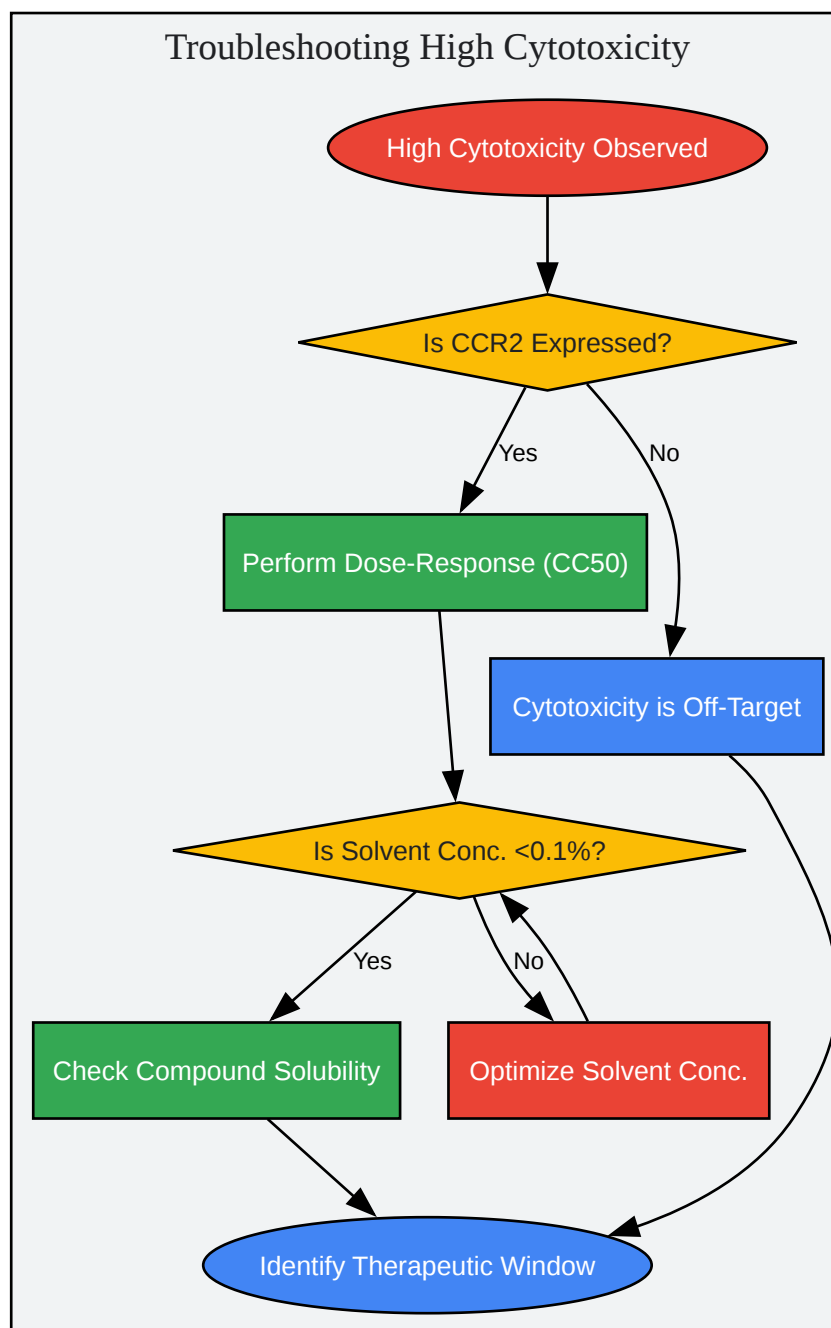 Troubleshooting High Cytotoxicity
High Cytotoxicity Observed
Is CCR2 Expressed?
Yes
No
Perform Dose-Response (CC50)
Cytotoxicity is Off-Target
Is Solvent Conc. <0.1%?
Yes
No
Check Compound Solubility
Optimize Solvent Conc.
Identify Therapeutic Window